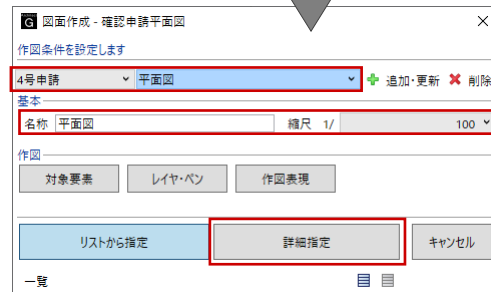 G 図面作成 - 確認申請平面図
作図条件を設定します
4号申請 平面図 追加・更新 削除
基本
名称 平面図 縮尺 1/ 100
作図
対象要素 レイヤ・ペン 作図表現
リストから指定 詳細指定 キャンセル
一覧